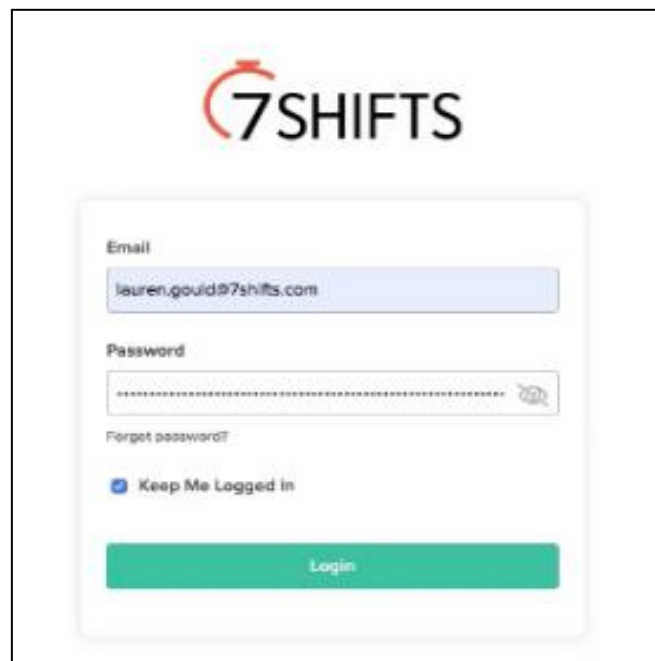 7SHIFTS
Email
lauren.gould@7shifts.com
Password
Forgot password?
Keep Me Logged In
Login